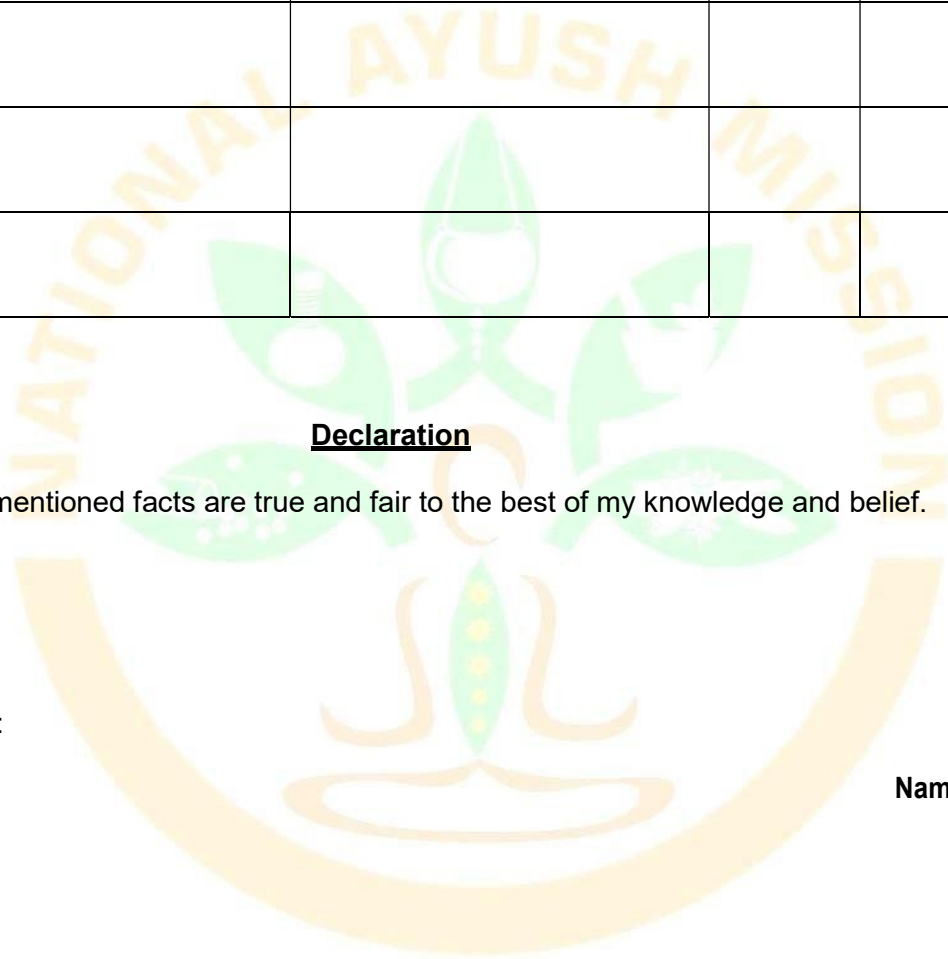 NATIONAL AYUSH MISSION
Declaration
mentioned facts are true and fair to the best of my knowledge and belief.
:
Nam